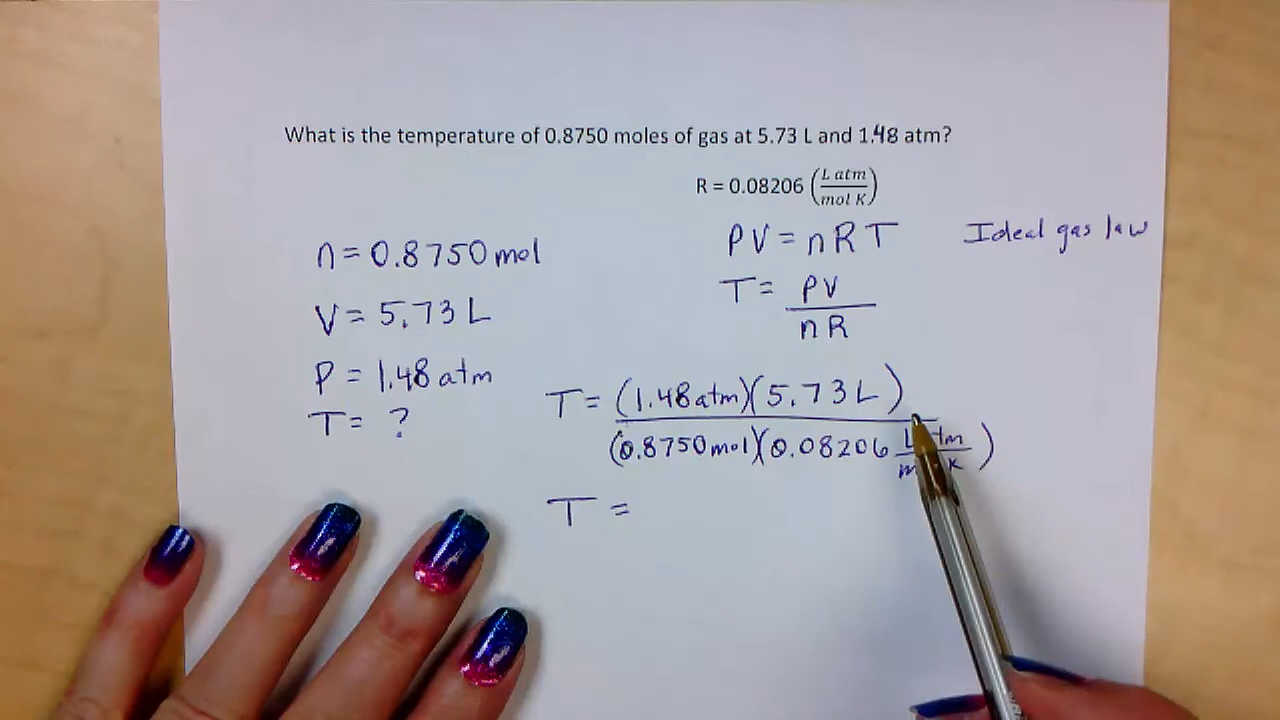 What is the temperature of 0.8750 moles of gas at 5.73 L and 1.48 atm?
R = 0.08206 (L atm / mol K)
PV = nRT Ideal gas law
n = 0.8750 mol
T = PV / nR
V = 5.73 L
P = 1.48 atm
T = (1.48 atm)(5.73 L)
T = ?
(0.8750 mol)(0.08206 L / K)
T =